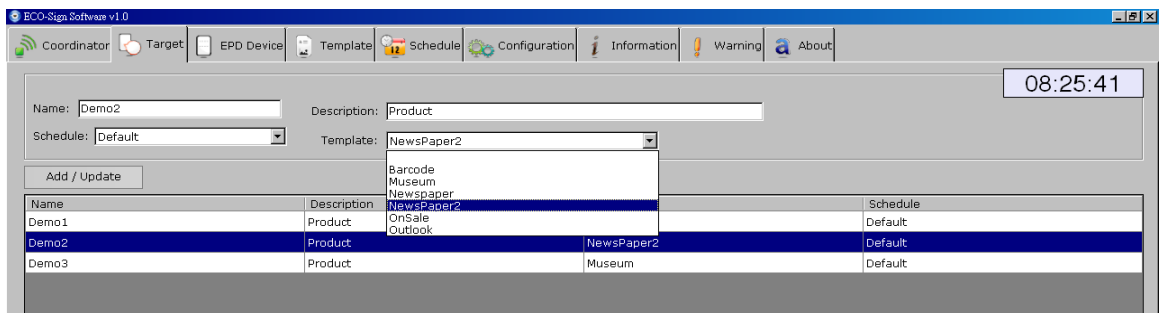 ECO-Sign Software v1.0
Coordinator Target EPD Device Template 12 Schedule Configuration Information Warning About
08:25:41
Name: Demo2 Description: Product
Schedule: Default Template: NewsPaper2
Barcode
Museum
Newspaper
NewsPaper2
OnSale
Outlook
Add / Update
Name Description Schedule
Demo1 Product Default
Demo2 Product NewsPaper2 Default
Demo3 Product Museum Default